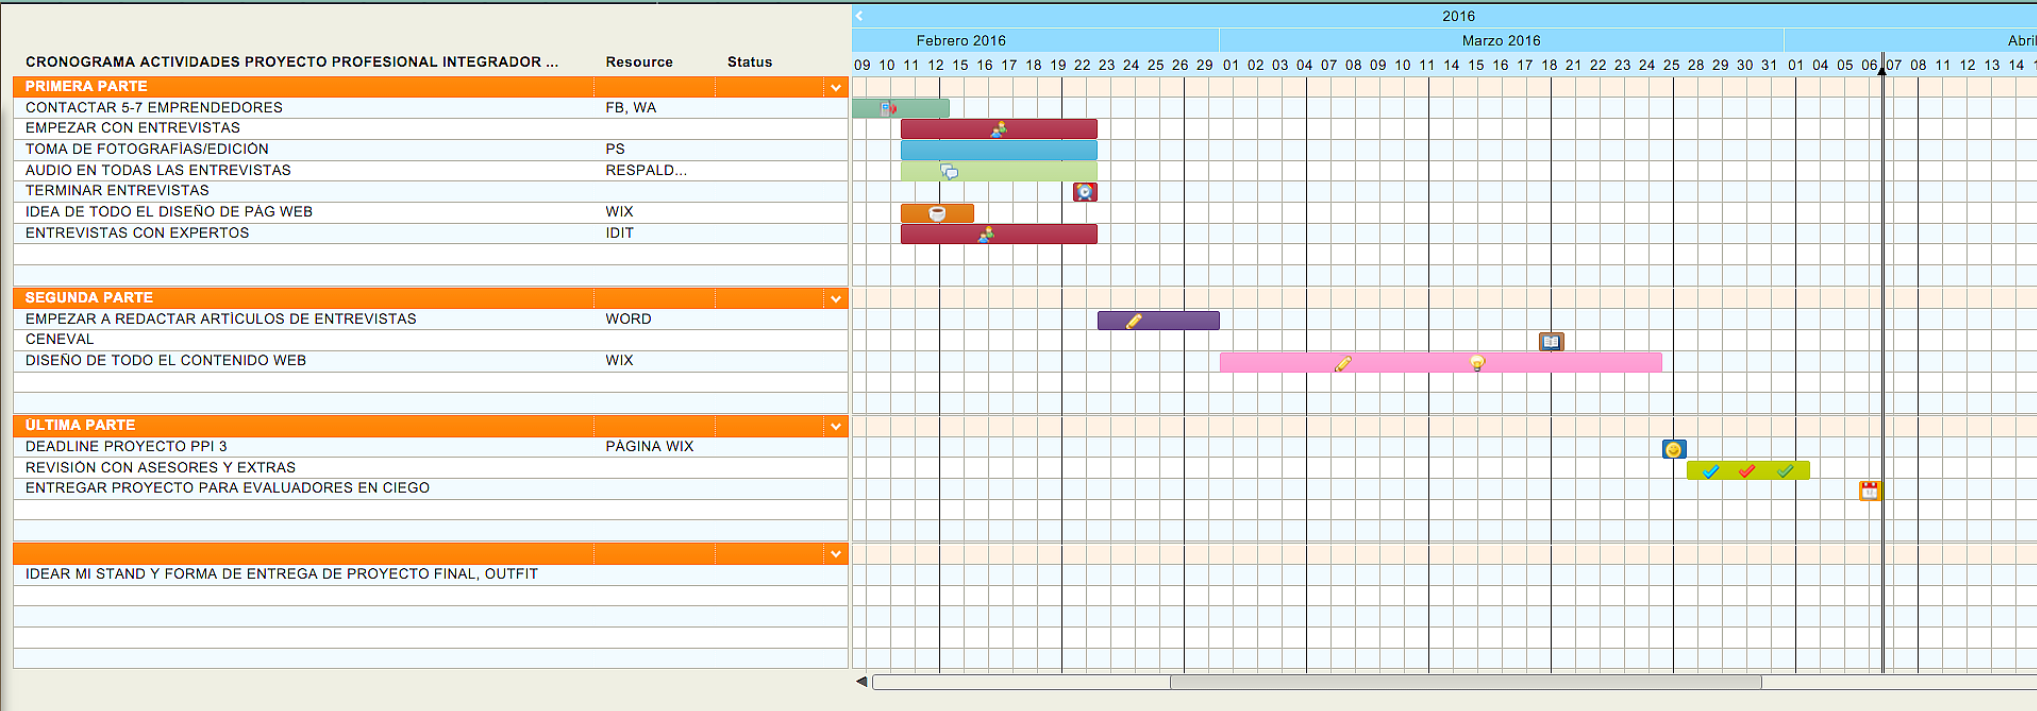 2016
Febrero 2016 Marzo 2016 Abril
CRONOGRAMA ACTIVIDADES PROYECTO PROFESIONAL INTEGRADOR ... Resource Status
09 10 11 12 15 16 17 18 19 22 23 24 25 26 29 01 02 03 04 07 08 09 10 11 14 15 16 17 18 21 22 23 24 25 28 29 30 31 01 04 05 06 07 08 11 12 13 14
PRIMERA PARTE
CONTACTAR 5-7 EMPRENDEDORES FB, WA
EMPEZAR CON ENTREVISTAS
TOMA DE FOTOGRAFÍAS/EDICIÓN PS
AUDIO EN TODAS LAS ENTREVISTAS RESPALD...
TERMINAR ENTREVISTAS
IDEA DE TODO EL DISEÑO DE PÁG WEB WIX
ENTREVISTAS CON EXPERTOS IDIT
SEGUNDA PARTE
EMPEZAR A REDACTAR ARTÍCULOS DE ENTREVISTAS WORD
CENEVAL
DISEÑO DE TODO EL CONTENIDO WEB WIX
ÚLTIMA PARTE
DEADLINE PROYECTO PPI 3 PÁGINA WIX
REVISIÓN CON ASESORES Y EXTRAS
ENTREGAR PROYECTO PARA EVALUADORES EN CIEGO
IDEAR MI STAND Y FORMA DE ENTREGA DE PROYECTO FINAL, OUTFIT